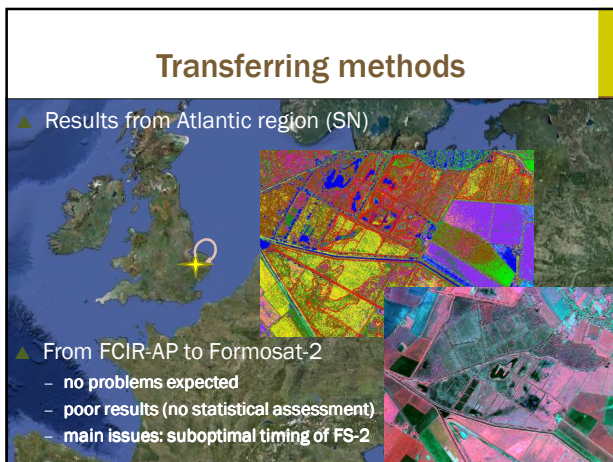 Transferring methods
Results from Atlantic region (SN)
From FCIR-AP to Formosat-2
– no problems expected
– poor results (no statistical assessment)
– main issues: suboptimal timing of FS-2